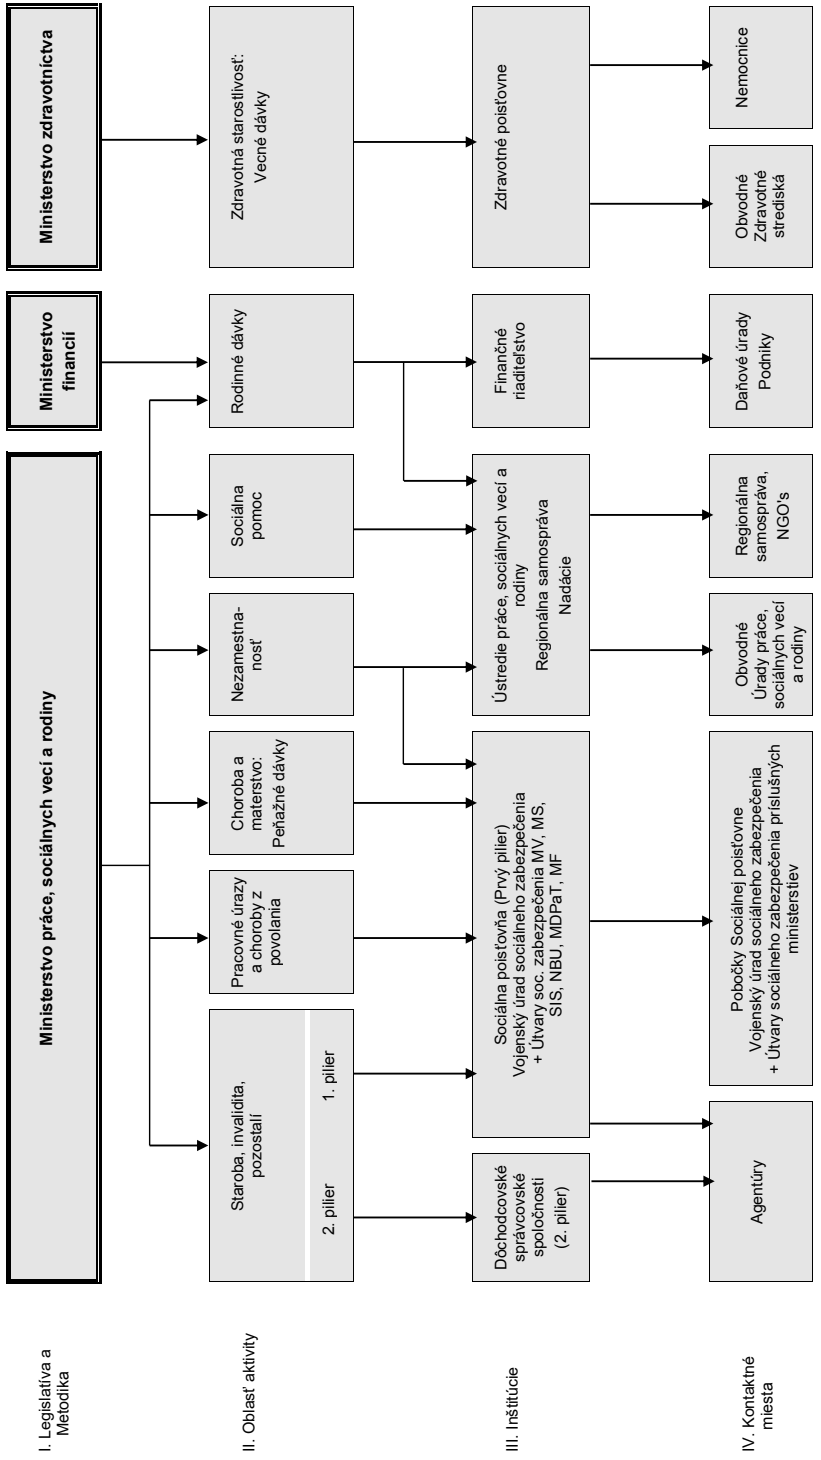 I. Legislatíva a
Metodika
Ministerstvo práce, sociálnych vecí a rodiny
Ministerstvo
financií
Ministerstvo zdravotníctva
II. Oblasť aktivity
Staroba, invalidita,
pozostalí
2. pilier
1. pilier
Pracovné úrazy
a choroby z
povolania
Choroba a
materstvo:
Peňažné dávky
Nezamestna-
nosť
Sociálna
pomoc
Rodinné dávky
Zdravotná starostlivosť:
Vecné dávky
III. Inštitúcie
Dôchodcovské
správcovské
spoločnosti
(2. pilier)
Sociálna poisťovňa (Prvý pilier)
Vojenský úrad sociálneho zabezpečenia
+ Útvary soc. zabezpečenia MV, MS,
SIS, NBU, MDPaT, MF
Ústredie práce, sociálnych vecí a
rodiny
Regionálna samospráva
Nadácie
Finančné
riaditeľstvo
Zdravotné poisťovne
IV. Kontaktné
miesta
Agentúry
Pobočky Sociálnej poisťovne
Vojenský úrad sociálneho zabezpečenia
+ Útvary sociálneho zabezpečenia príslušných
ministerstiev
Obvodné
Úrady práce,
sociálnych vecí
a rodiny
Regionálna
samospráva,
NGO's
Daňové úrady
Podniky
Obvodné
Zdravotné
strediská
Nemocnice